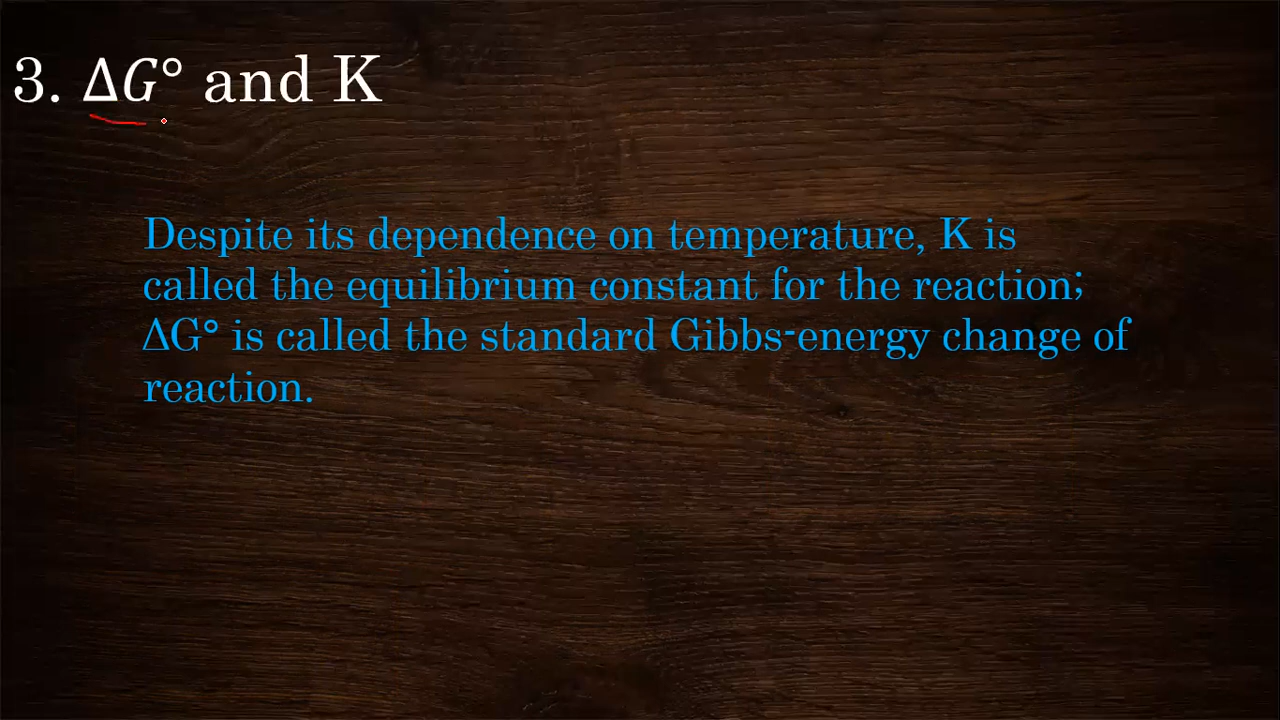 3. ΔG° and K
Despite its dependence on temperature, K is
called the equilibrium constant for the reaction;
ΔG° is called the standard Gibbs-energy change of
reaction.